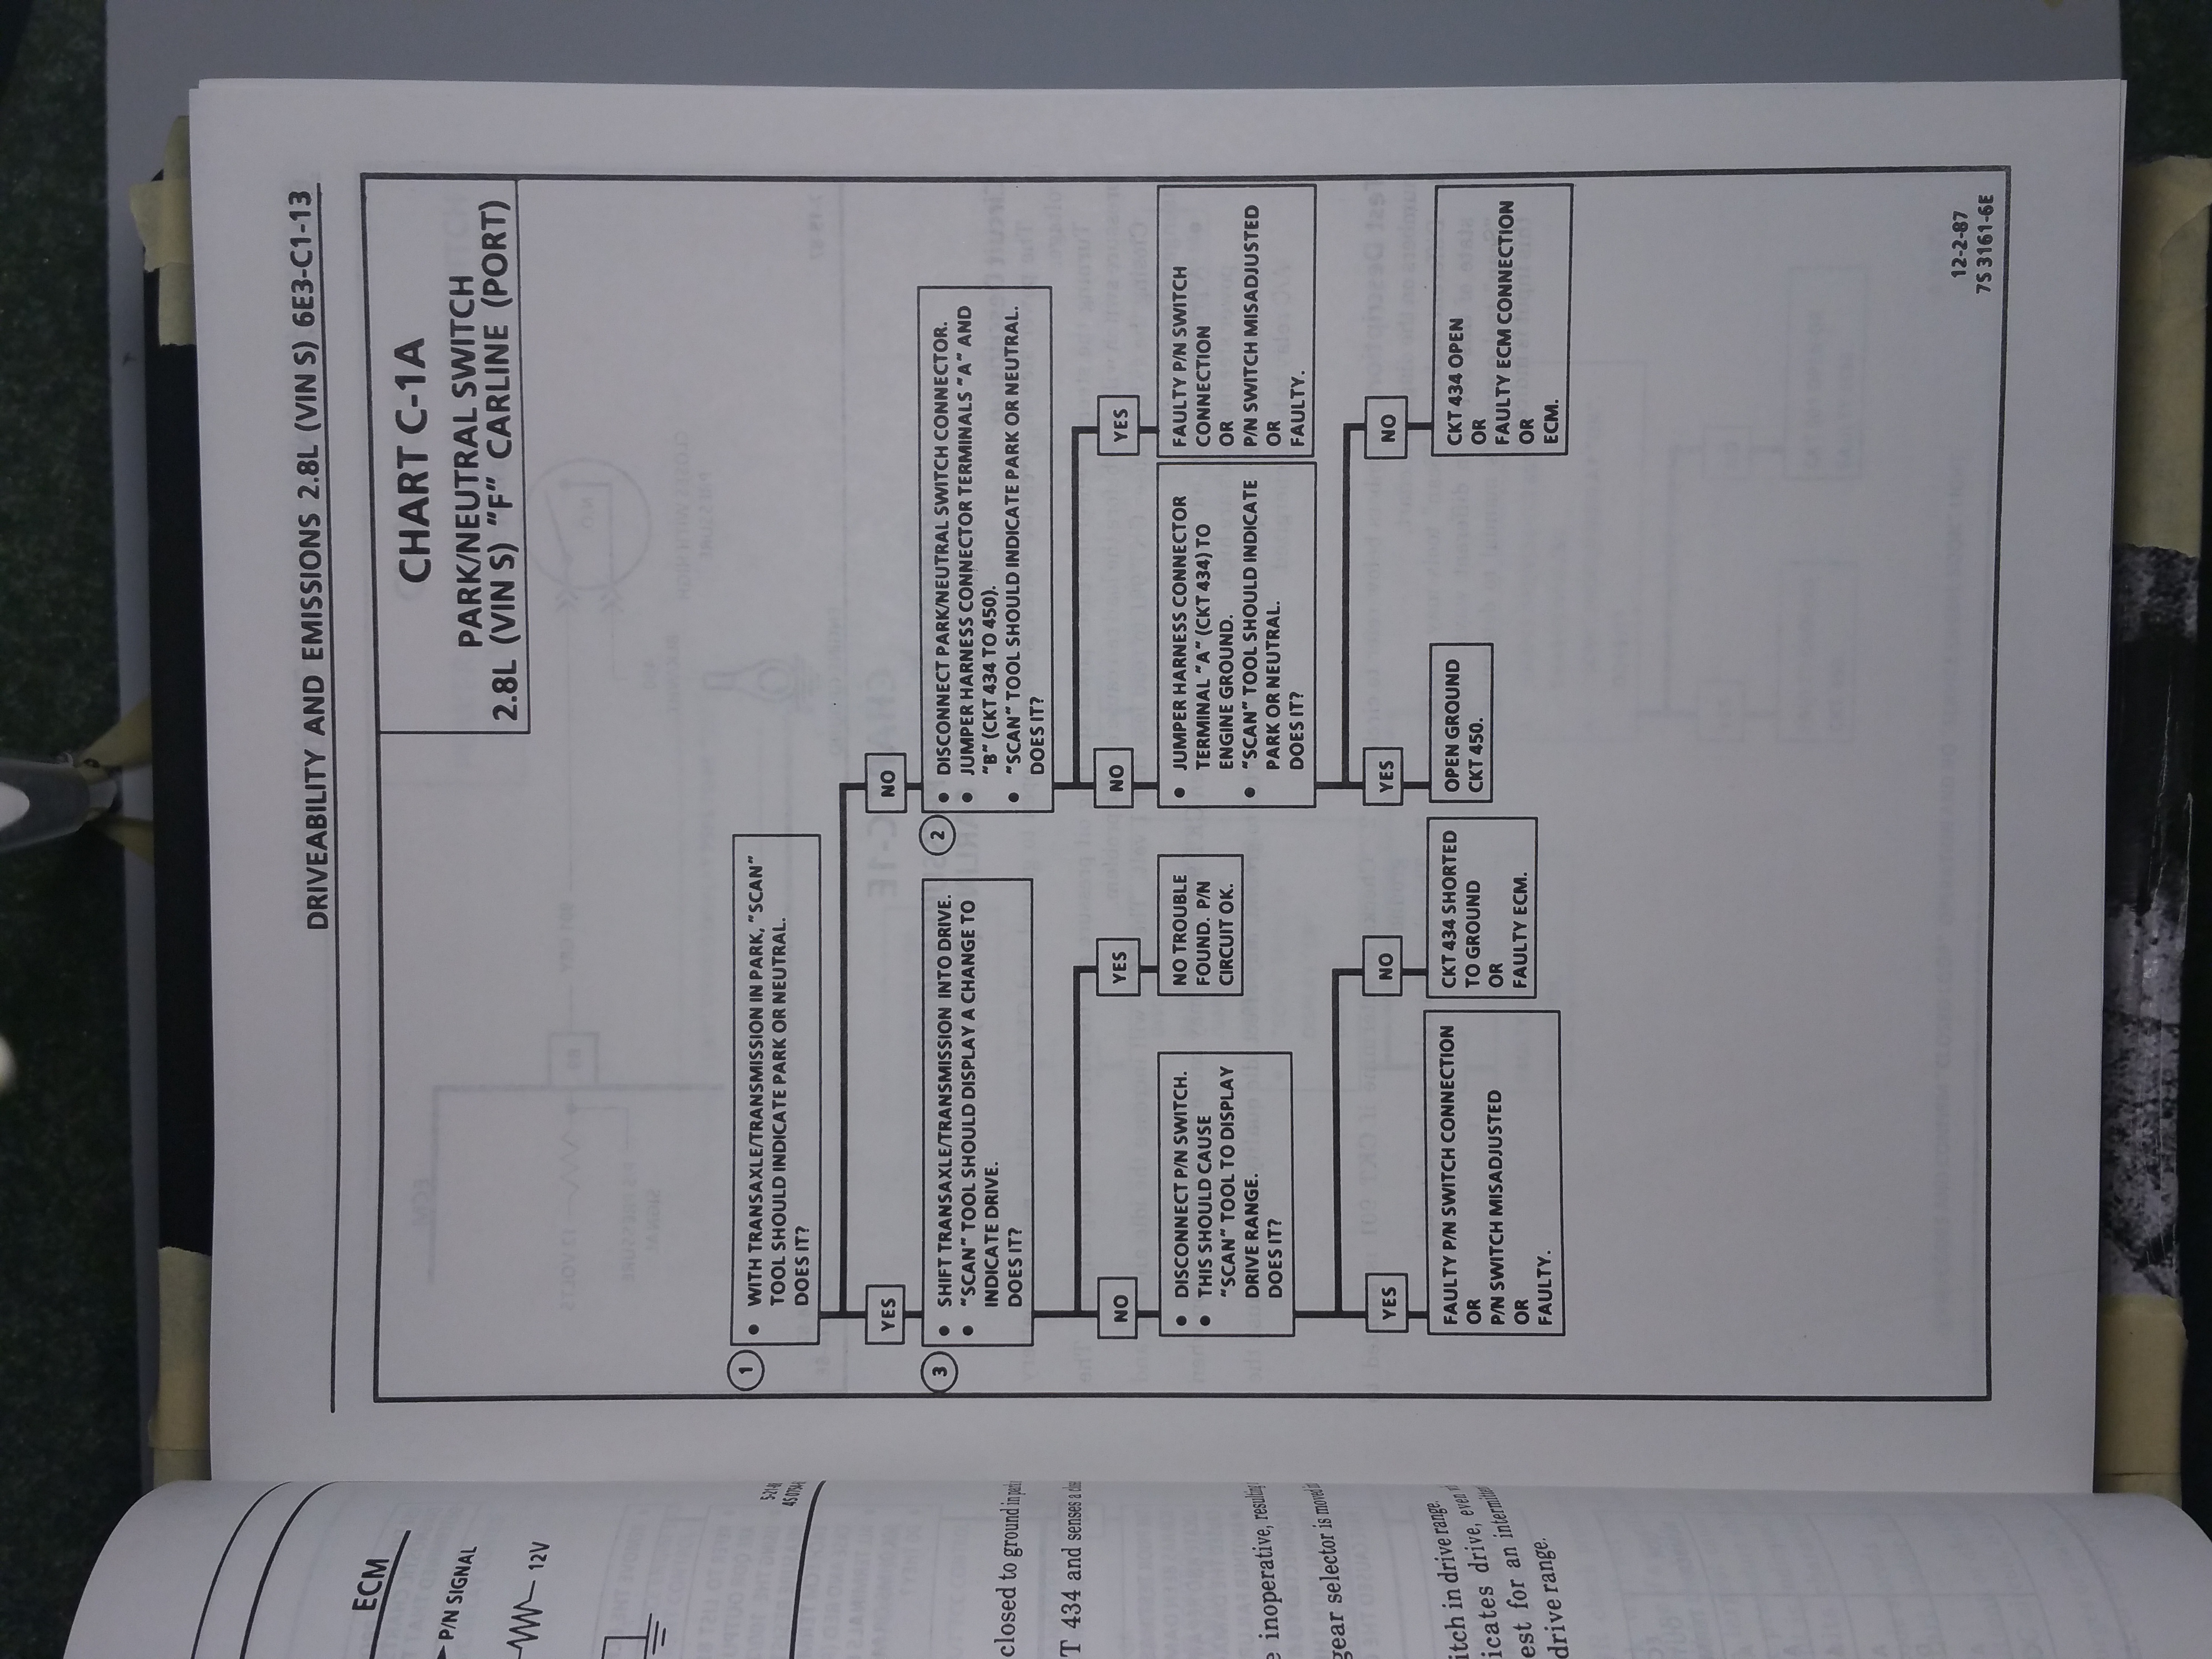 DRIVEABILITY AND EMISSIONS 2.8L (VIN S) 6E3-C1-13
CHART C-1A
PARK/NEUTRAL SWITCH
2.8L (VIN S) "F" CARLINE (PORT)
1
• WITH TRANSAXLE/TRANSMISSION IN PARK, "SCAN"
TOOL SHOULD INDICATE PARK OR NEUTRAL.
DOES IT?
YES
NO
3
• SHIFT TRANSAXLE/TRANSMISSION INTO DRIVE.
• "SCAN" TOOL SHOULD DISPLAY A CHANGE TO
INDICATE DRIVE.
DOES IT?
2
• DISCONNECT PARK/NEUTRAL SWITCH CONNECTOR.
• JUMPER HARNESS CONNECTOR TERMINALS "A" AND
"B" (CKT 434 TO 450).
• "SCAN" TOOL SHOULD INDICATE PARK OR NEUTRAL.
DOES IT?
NO
YES
NO
YES
• DISCONNECT P/N SWITCH.
• THIS SHOULD CAUSE
"SCAN" TOOL TO DISPLAY
DRIVE RANGE.
DOES IT?
NO TROUBLE
FOUND. P/N
CIRCUIT OK.
• JUMPER HARNESS CONNECTOR
TERMINAL "A" (CKT 434) TO
ENGINE GROUND.
• "SCAN" TOOL SHOULD INDICATE
PARK OR NEUTRAL.
DOES IT?
FAULTY P/N SWITCH
CONNECTION
OR
P/N SWITCH MISADJUSTED
OR
FAULTY.
YES
NO
YES
NO
FAULTY P/N SWITCH CONNECTION
OR
P/N SWITCH MISADJUSTED
OR
FAULTY.
CKT 434 SHORTED
TO GROUND
OR
FAULTY ECM.
OPEN GROUND
CKT 450.
CKT 434 OPEN
OR
FAULTY ECM CONNECTION
OR
ECM.
12-2-87
7S 3161-6E
ECM
P/N SIGNAL
12V
closed to ground in
T 434 and senses a
inoperative, resulting
gear selector is moved
in drive range.
drive, even
for an
drive range.